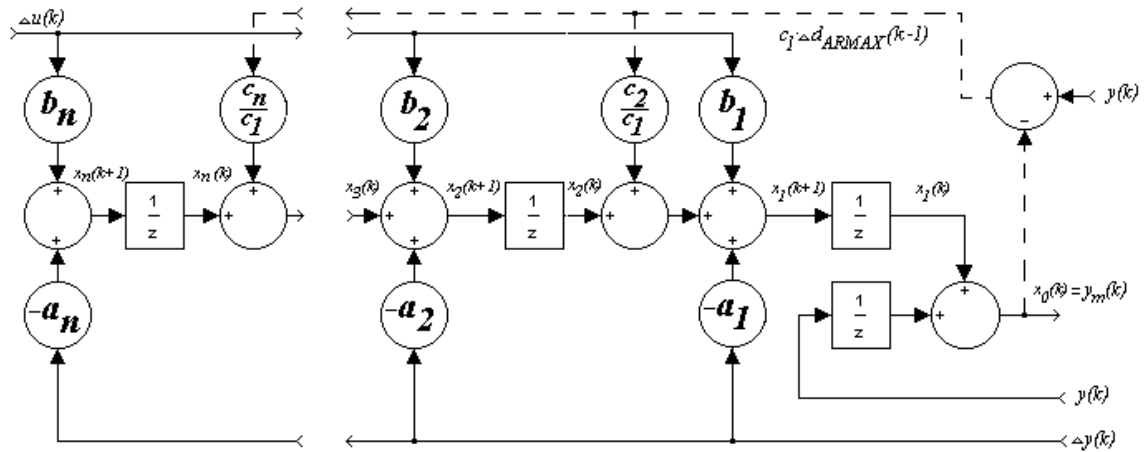 △u(k)
c1·△dARMAX(k-1)
bn
cn/c1
b2
c2/c1
b1
+
−
y(k)
xn(k+1)
xn(k)
x3(k)
x2(k+1)
x2(k)
x1(k+1)
x1(k)
+
+
+
+
+
+
+
+
+
+
1/z
1/z
1/z
+
+
+
-an
-a2
-a1
1/z
+
+
x0(k)=ym(k)
y(k)
△y(k)